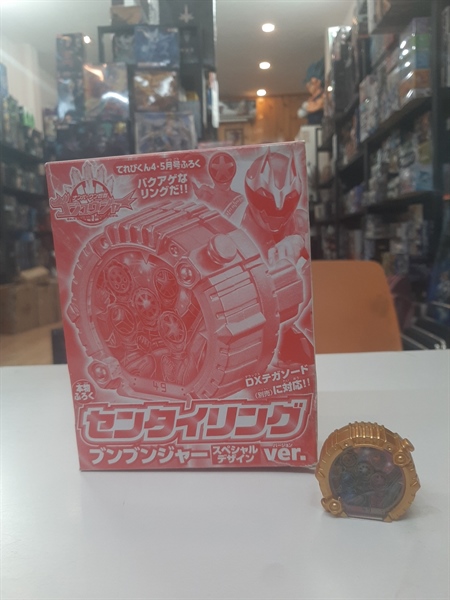 てれびくん4・5月号ふろく
バクアゲな
リングだ!!
DXテガソード
(別売)に対応!!
本誌
ふろく
センタイリング
ブンブンジャー
スペシャル
デザイン
ver.